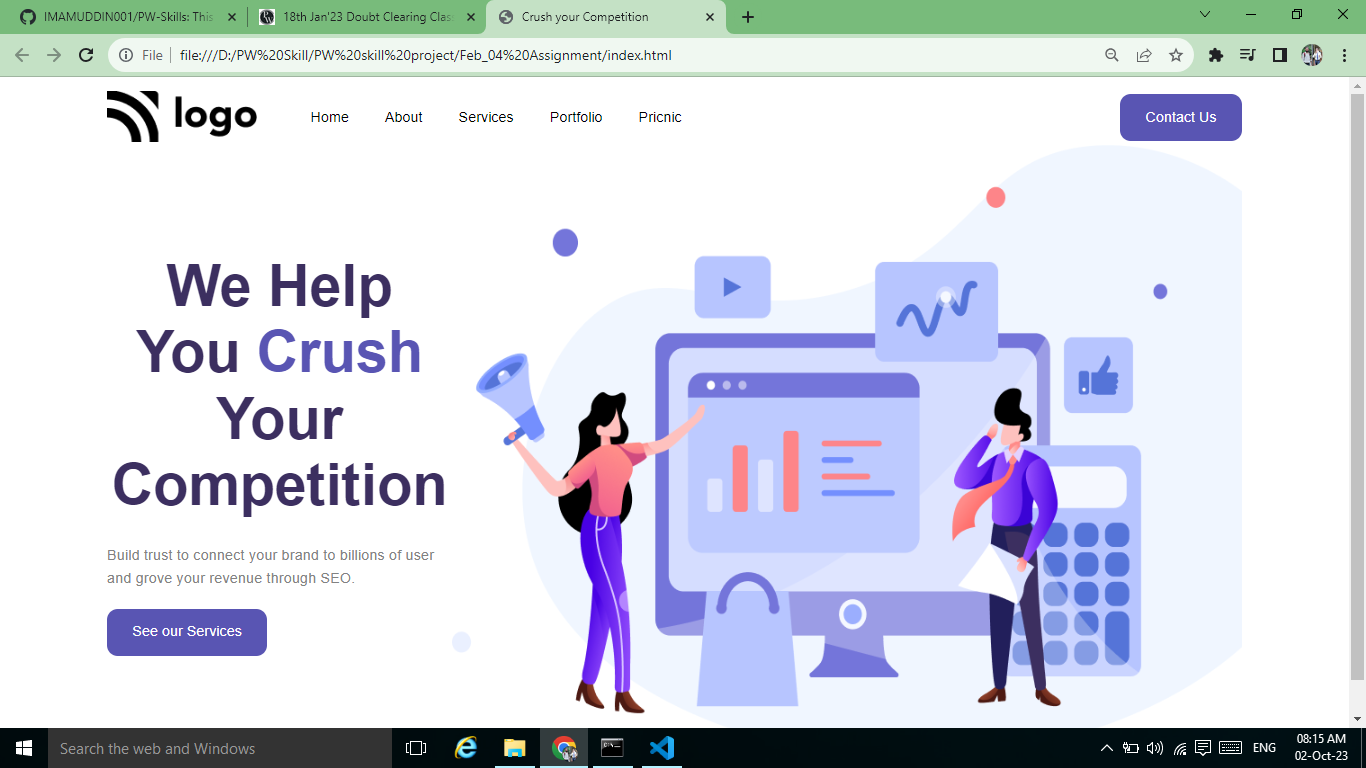 IMAMUDDIN001/PW-Skills: This
18th Jan'23 Doubt Clearing Clas
Crush your Competition
File
file:///D:/PW%20Skill/PW%20skill%20project/Feb_04%20Assignment/index.html
logo
Home
About
Services
Portfolio
Pricnic
Contact Us
We Help
You Crush
Your
Competition
Build trust to connect your brand to billions of user
and grove your revenue through SEO.
See our Services
Search the web and Windows
ENG
08:15 AM
02-Oct-23